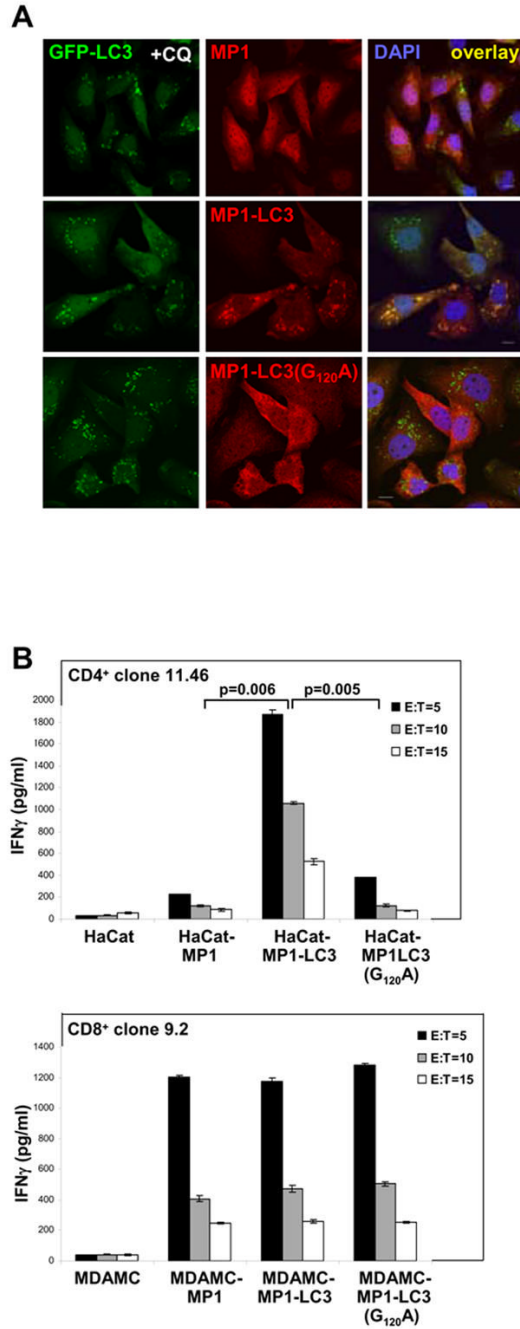 A
GFP-LC3 +CQ MP1 DAPI overlay
MP1-LC3
MP1-LC3(G₁₂₀A)
B
CD4⁺ clone 11.46
p=0.006 p=0.005
E:T=5
E:T=10
E:T=15
IFNγ (pg/ml)
2000
1800
1600
1400
1200
1000
800
600
400
200
0
HaCat HaCat-MP1 HaCat-MP1-LC3 HaCat-MP1LC3(G₁₂₀A)
CD8⁺ clone 9.2
E:T=5
E:T=10
E:T=15
IFNγ (pg/ml)
1400
1200
1000
800
600
400
200
0
MDAMC MDAMC-MP1 MDAMC-MP1-LC3 MDAMC-MP1-LC3(G₁₂₀A)